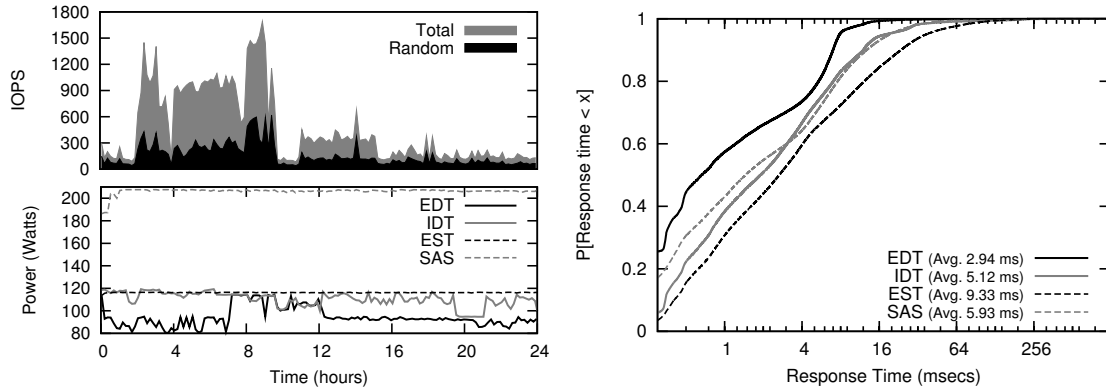 1800
1500
1200
900
600
300
0
IOPS
Total
Random
200
180
160
140
120
100
80
Power (Watts)
EDT
IDT
EST
SAS
0 4 8 12 16 20 24
Time (hours)
1
0.8
0.6
0.4
0.2
0
P[Response time < x]
EDT (Avg. 2.94 ms)
IDT (Avg. 5.12 ms)
EST (Avg. 9.33 ms)
SAS (Avg. 5.93 ms)
1 4 16 64 256
Response Time (msecs)